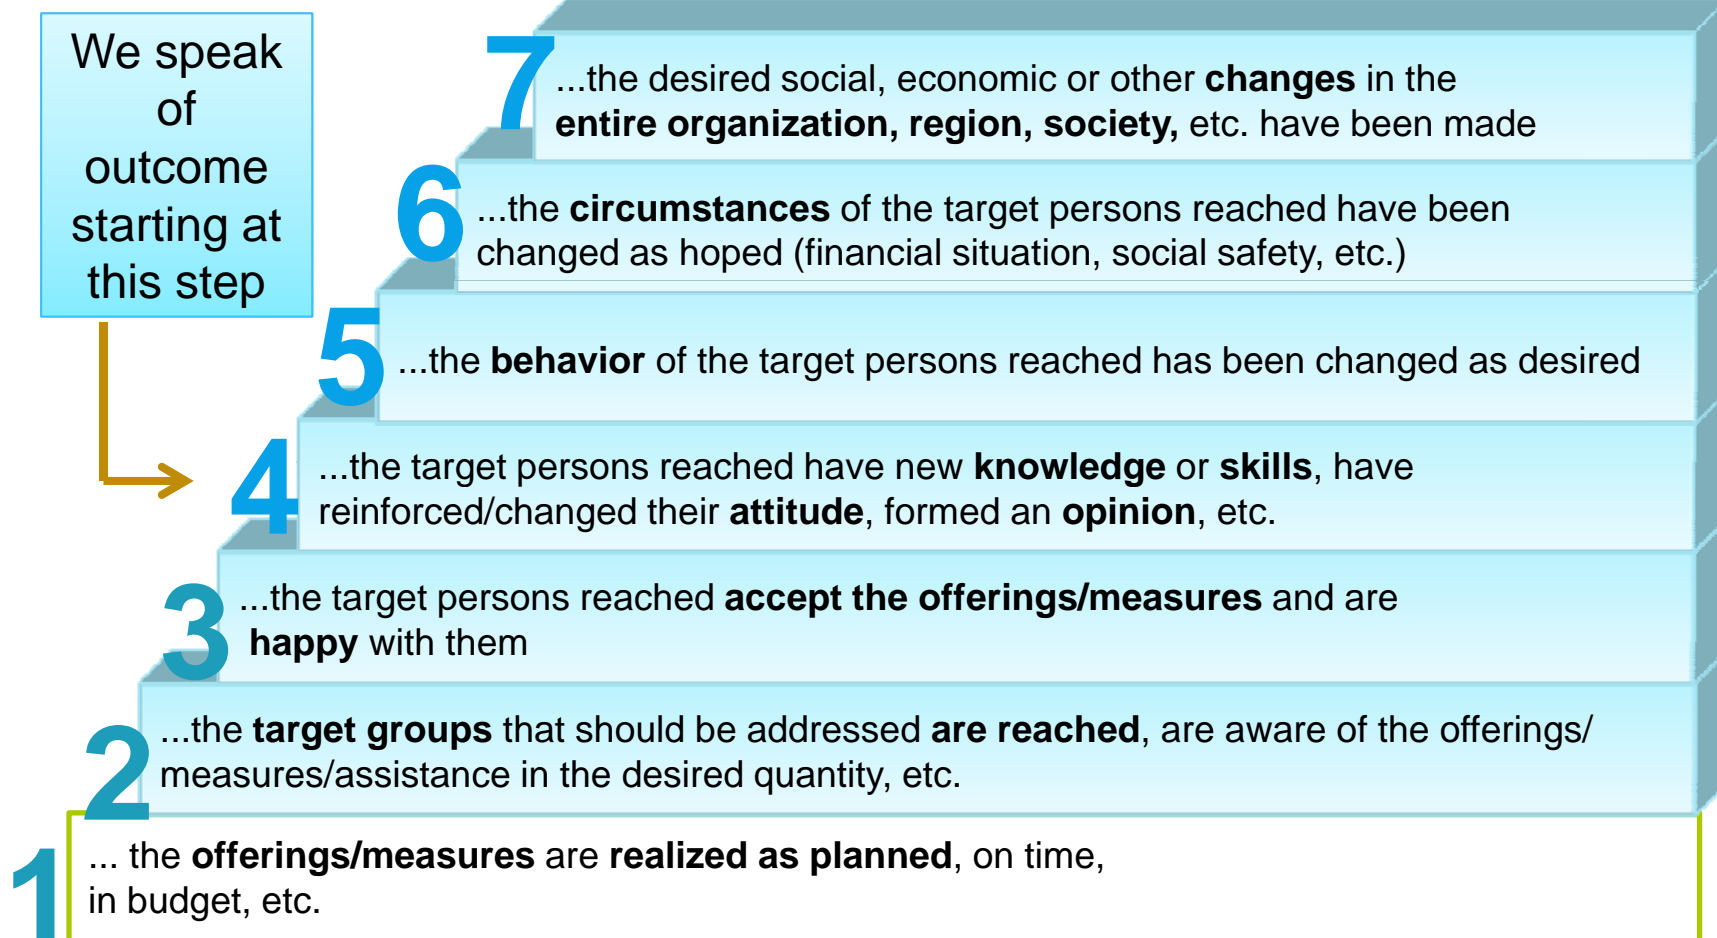 We speak
of
outcome
starting at
this step
7
...the desired social, economic or other changes in the
entire organization, region, society, etc. have been made
6
...the circumstances of the target persons reached have been
changed as hoped (financial situation, social safety, etc.)
5
...the behavior of the target persons reached has been changed as desired
4
...the target persons reached have new knowledge or skills, have
reinforced/changed their attitude, formed an opinion, etc.
3
...the target persons reached accept the offerings/measures and are
happy with them
2
...the target groups that should be addressed are reached, are aware of the offerings/
measures/assistance in the desired quantity, etc.
1
... the offerings/measures are realized as planned, on time,
in budget, etc.